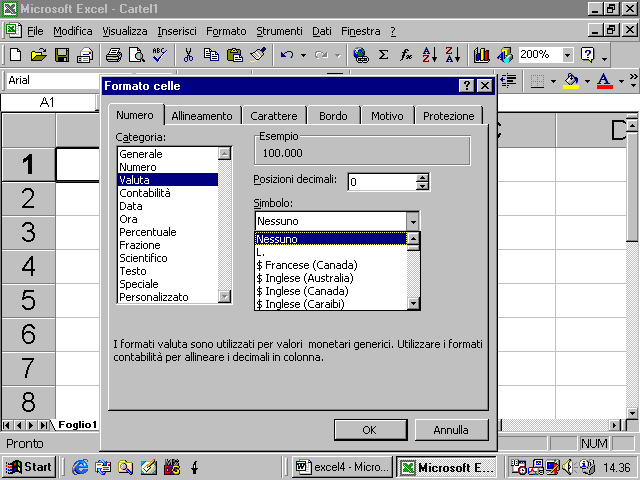 Microsoft Excel - Cartel1
File Modifica Visualizza Inserisci Formato Strumenti Dati Finestra ?
200%
Arial
A1
Formato celle
Numero Allineamento Carattere Bordo Motivo Protezione
Categoria:
Generale
Numero
Valuta
Contabilità
Data
Ora
Percentuale
Frazione
Scientifico
Testo
Speciale
Personalizzato
Esempio
100.000
Posizioni decimali: 0
Simbolo:
Nessuno
Nessuno
L.
$ Francese (Canada)
$ Inglese (Australia)
$ Inglese (Canada)
$ Inglese (Caraibi)
I formati valuta sono utilizzati per valori monetari generici. Utilizzare i formati
contabilità per allineare i decimali in colonna.
OK Annulla
C D
1
2
3
4
5
6
7
8
Foglio1
Pronto NUM
Start excel4 - Micro... Microsoft E... 14.36